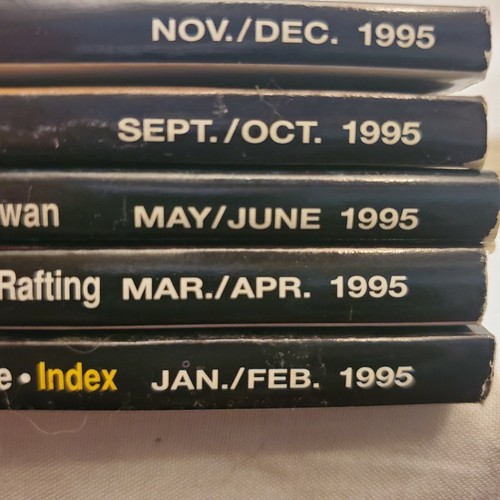 NOV./DEC. 1995
SEPT./OCT. 1995
wan MAY/JUNE 1995
Rafting MAR./APR. 1995
e • Index JAN./FEB. 1995